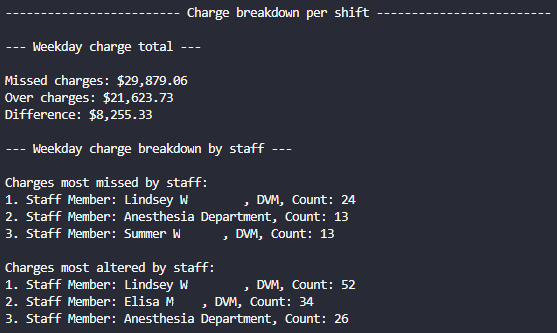 ------------------------- Charge breakdown per shift -------------------------
--- Weekday charge total ---
Missed charges: $29,879.06
Over charges: $21,623.73
Difference: $8,255.33
--- Weekday charge breakdown by staff ---
Charges most missed by staff:
1. Staff Member: Lindsey W        , DVM, Count: 24
2. Staff Member: Anesthesia Department, Count: 13
3. Staff Member: Summer W      , DVM, Count: 13
Charges most altered by staff:
1. Staff Member: Lindsey W        , DVM, Count: 52
2. Staff Member: Elisa M    , DVM, Count: 34
3. Staff Member: Anesthesia Department, Count: 26